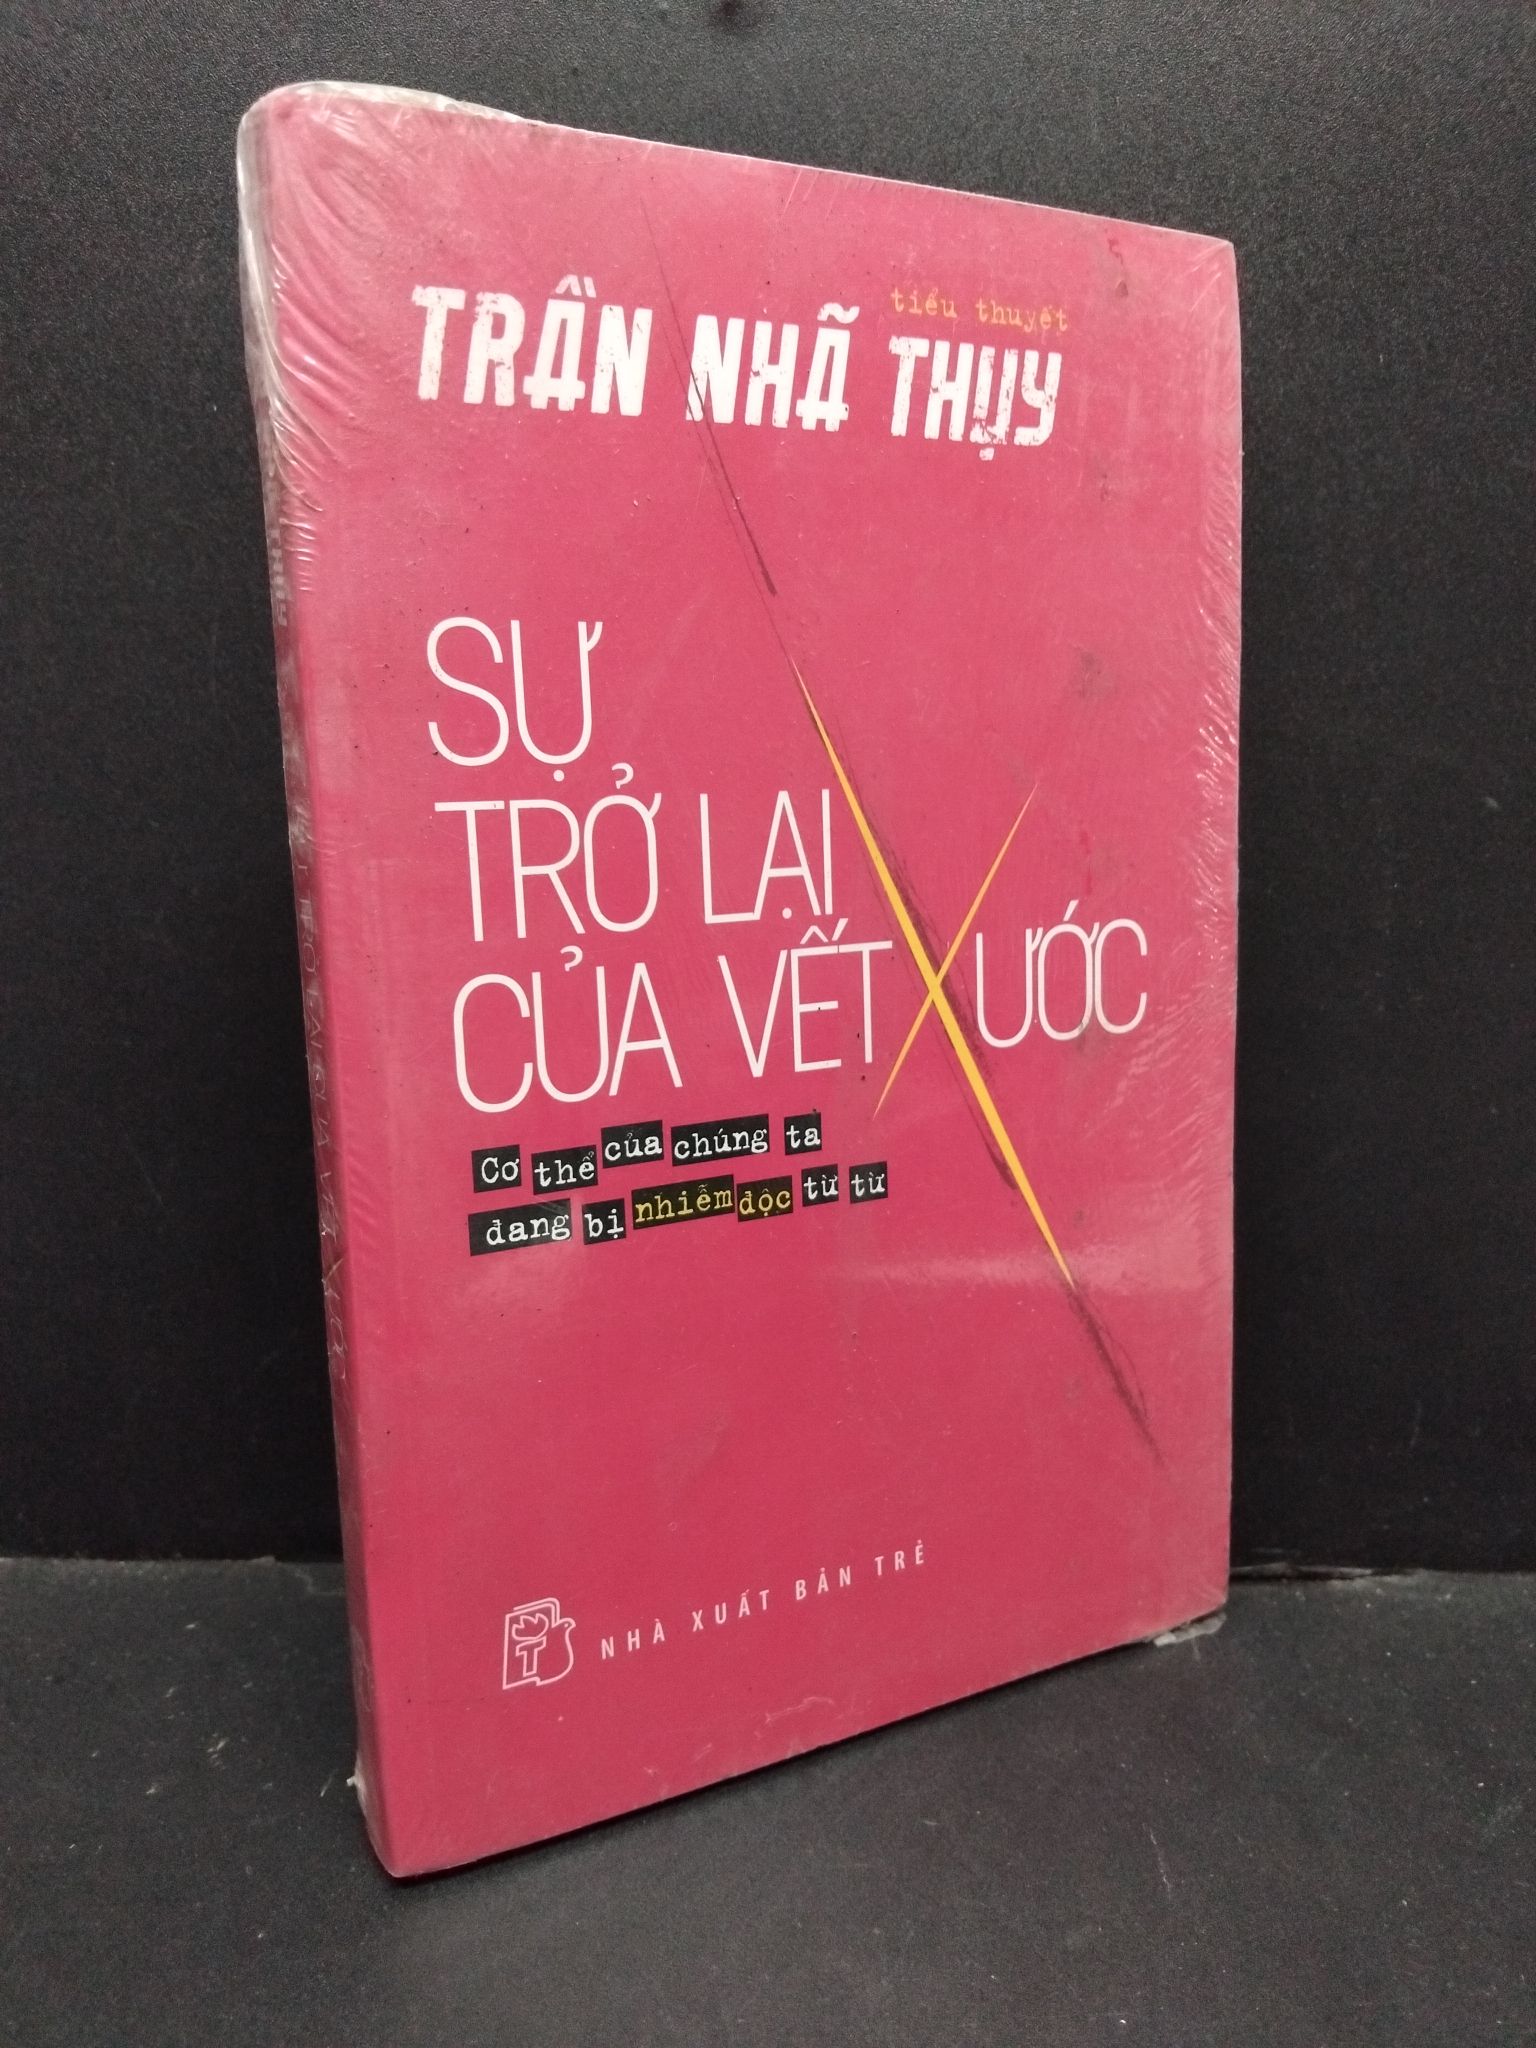 tiểu thuyết
TRẦN NHÃ THỤY
SỰ
TRỞ LẠI
CỦA VẾT XƯỚC
Cơ thể của chúng ta
đang bị nhiễm độc từ từ
NHÀ XUẤT BẢN TRẺ